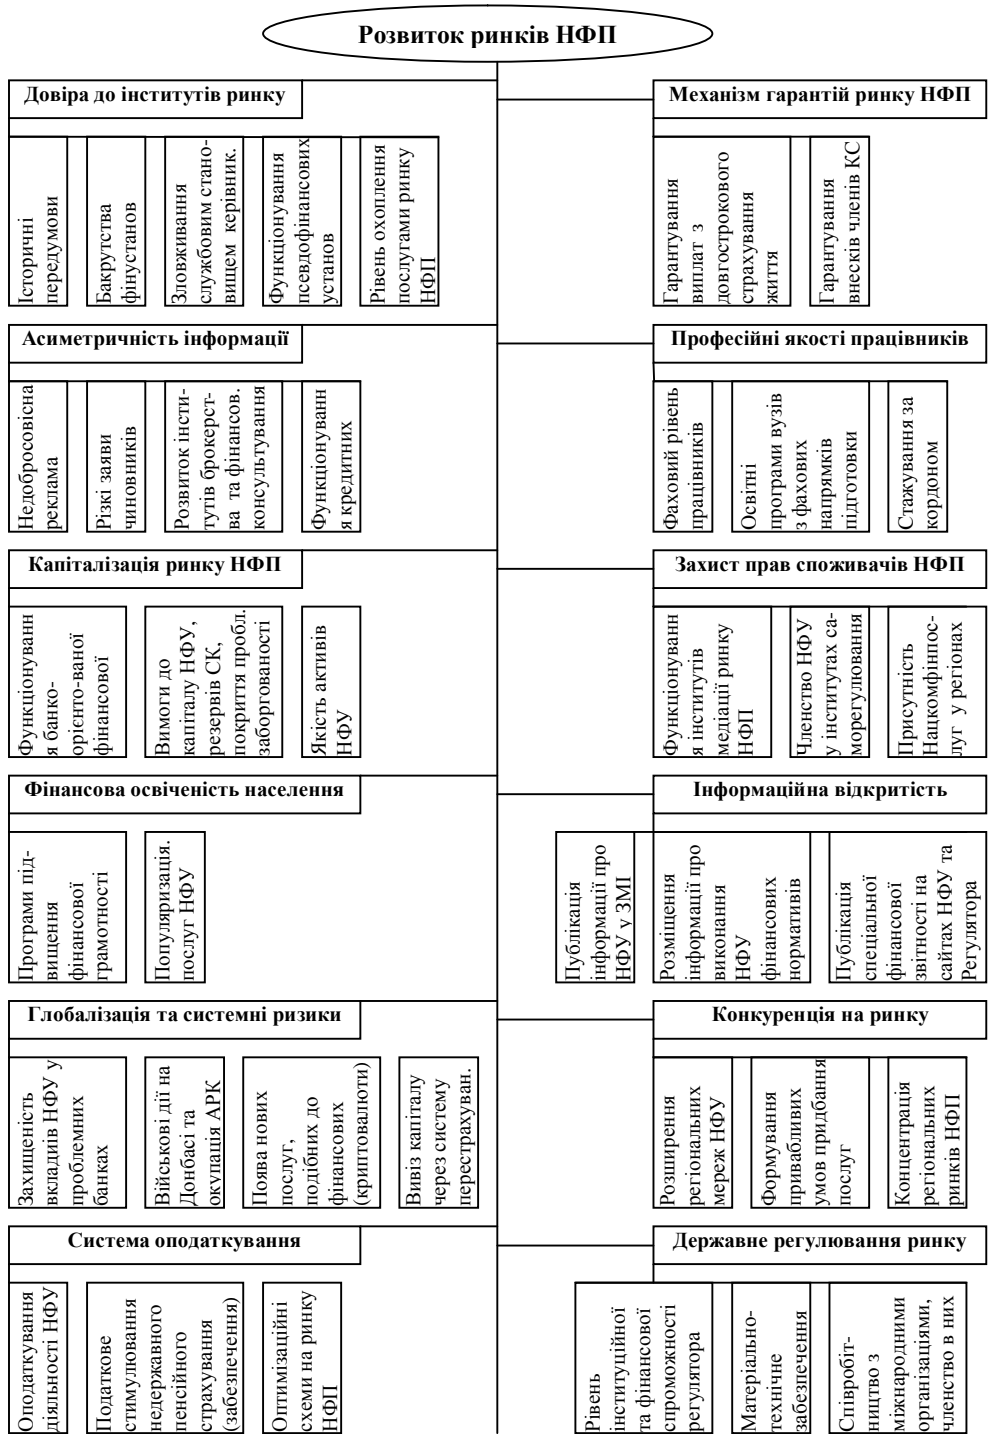 Розвиток ринків НФП
Довіра до інститутів ринку
Історичні
передумови
Бакрутства
фінустанов
Зловживання
службовим стано-
вищем керівник.
Функціонування
псевдофінансових
установ
Рівень охоплення
послугами ринку
НФП
Механізм гарантій ринку НФП
Гарантування
виплат з
довгострокового
страхування
життя
Гарантування
внесків членів КС
Асиметричність інформації
Недобросовісна
реклама
Різкі заяви
чиновників
Розвиток інсти-
тутів брокерст-
ва та фінансов.
консультування
Функціонуванн
я кредитних
Професійні якості працівників
Фаховий рівень
працівників
Освітні
програми вузів
з фахових
напрямків
підготовки
Стажування за
кордоном
Капіталізація ринку НФП
Функціонуванн
я банко-
орієнто-ваної
фінансової
Вимоги до
капіталу НФУ,
резервів СК,
покриття пробл.
заборгованості
Якість активів
НФУ
Захист прав споживачів НФП
Функціонуванн
я інститутів
медіації ринку
НФП
Членство НФУ
у інститутах са-
морегулювання
Присутність
Нацкомфінпос-
луг у регіонах
Фінансова освіченість населення
Програми під-
вищення
фінансової
грамотності
Популяризація.
послуг НФУ
Інформаційна відкритість
Публікація
інформації про
НФУ у ЗМІ
Розміщення
інформації про
виконання
НФУ
фінансових
нормативів
Публікація
спеціальної
фінансової
звітності на
сайтах НФУ та
Регулятора
Глобалізація та системні ризики
Захищеність
вкладиів НФУ у
проблемних
банках
Військові дії на
Донбасі та
окупація АРК
Поява нових
послуг,
подібних до
фінансових
(криптовалюти)
Вивіз капіталу
через систему
перестрахуван.
Конкуренція на ринку
Розширення
регіональних
мереж НФУ
Формування
привабливих
умов придбання
послуг
Концентрація
регіональних
ринків НФП
Система оподаткування
Оподаткування
діяльності НФУ
Податкове
стимулювання
недержавного
пенсійного
страхування
(забезпечення)
Оптимізаційні
схеми на ринку
НФП
Державне регулювання ринку
Рівень
інституційної
та фінансової
спроможності
регулятора
Матеріально-
технічне
забезпечення
Співробіт-
ництво з
міжнародними
організаціями,
членство в них